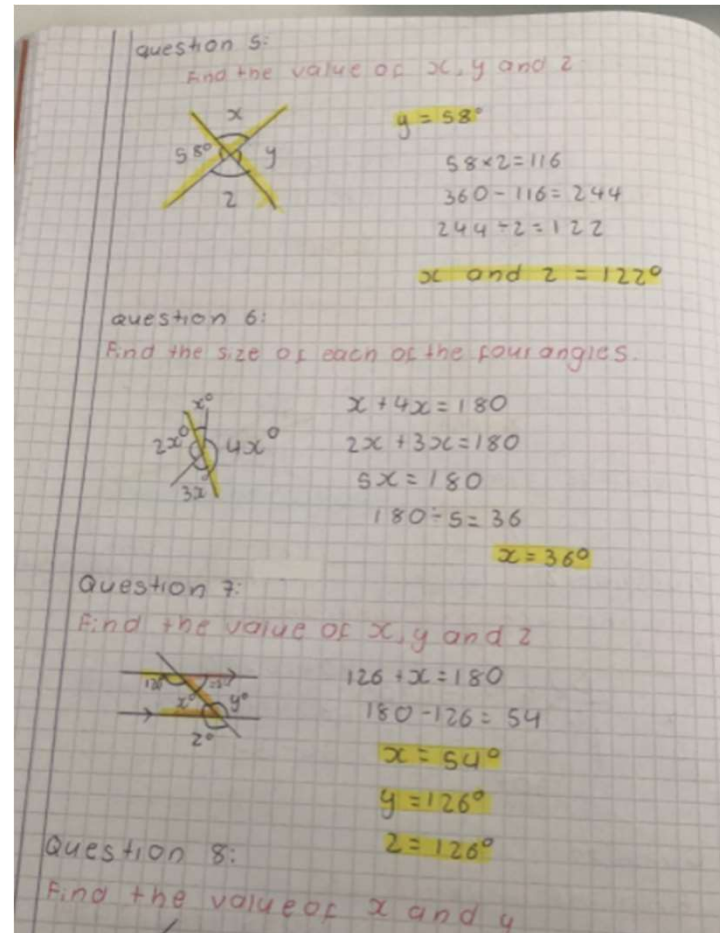 Question 5:
Find the value of x, y and z
x
58°
y
z
y = 58°
58×2=116
360-116=244
244÷2=122
x and z = 122°
Question 6:
Find the size of each of the four angles.
x°
2x°
4x°
3x°
x+4x=180
2x+3x=180
5x=180
180÷5=36
x=36°
Question 7:
Find the value of x, y and z
x°
y°
z°
126+x=180
180-126=54
x=54°
y=126°
z=126°
Question 8:
Find the value of x and y